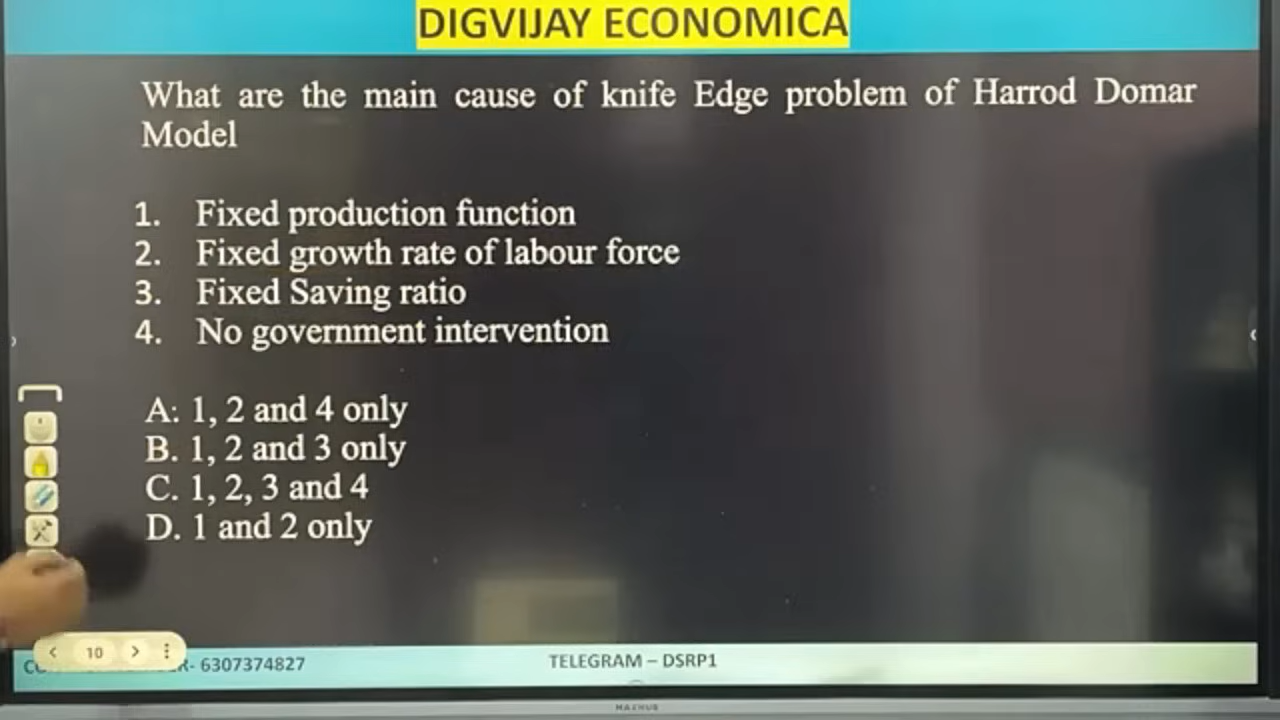 DIGVIJAY ECONOMICA
What are the main cause of knife Edge problem of Harrod Domar
Model
1. Fixed production function
2. Fixed growth rate of labour force
3. Fixed Saving ratio
4. No government intervention
A: 1, 2 and 4 only
B. 1, 2 and 3 only
C. 1, 2, 3 and 4
D. 1 and 2 only
10
6307374827
TELEGRAM – DSRP1
MAXHUB